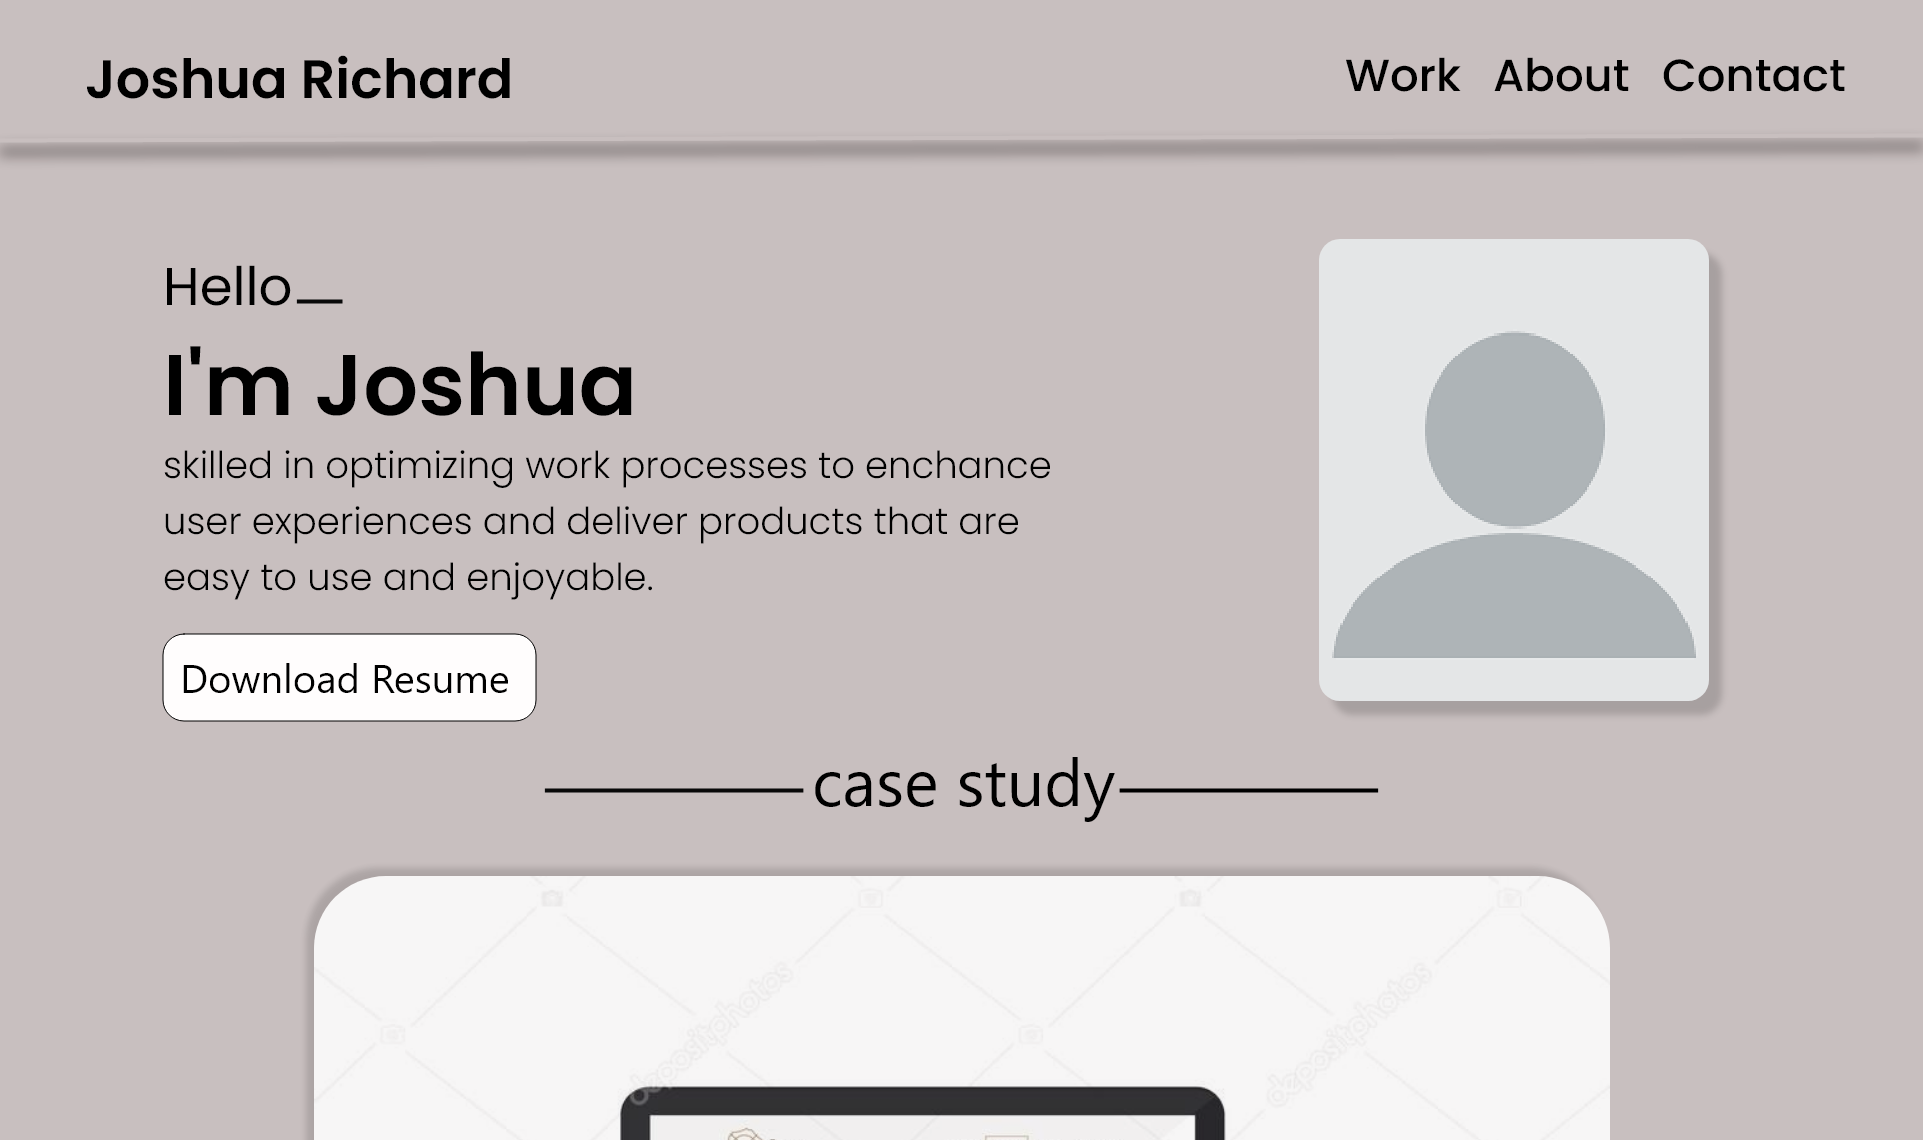 Joshua Richard
Work About Contact
Hello
I'm Joshua
skilled in optimizing work processes to enchance
user experiences and deliver products that are
easy to use and enjoyable.
Download Resume
case study
depositphotos
depositphotos